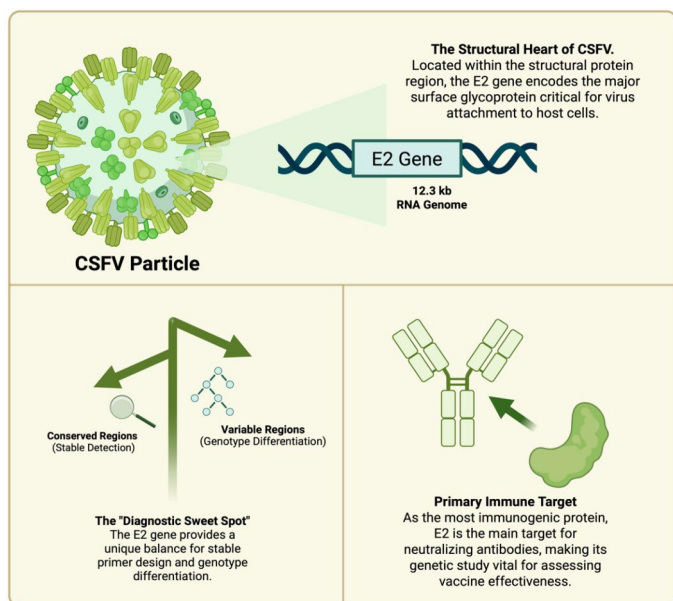 The Structural Heart of CSFV.
Located within the structural protein
region, the E2 gene encodes the major
surface glycoprotein critical for virus
attachment to host cells.
E2 Gene
12.3 kb
RNA Genome
CSFV Particle
Conserved Regions
(Stable Detection)
Variable Regions
(Genotype Differentiation)
The "Diagnostic Sweet Spot"
The E2 gene provides a
unique balance for stable
primer design and genotype
differentiation.
Primary Immune Target
As the most immunogenic protein,
E2 is the main target for
neutralizing antibodies, making its
genetic study vital for assessing
vaccine effectiveness.